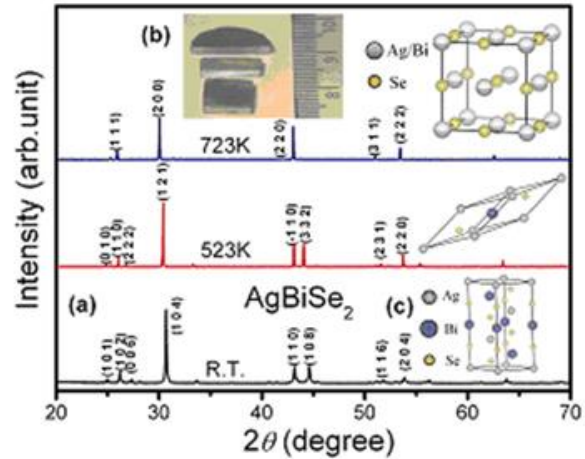 (b)
Ag/Bi
Se
(1 1 1)
(2 0 0)
723K
(2 2 0)
(3 1 1)
(2 2 2)
Intensity (arb.unit)
(0 1 0)
(1 1 0)
(2 2 2)
(1 2 1)
523K
(-1 1 0)
(3 3 2)
(2 3 1)
(2 2 0)
(a)
AgBiSe2
(c)
Ag
Bi
Se
(1 0 1)
(1 0 2)
(0 0 6)
(1 0 4)
R.T.
(1 1 0)
(1 0 8)
(1 1 6)
(2 0 4)
20 30 40 50 60 70
2θ (degree)